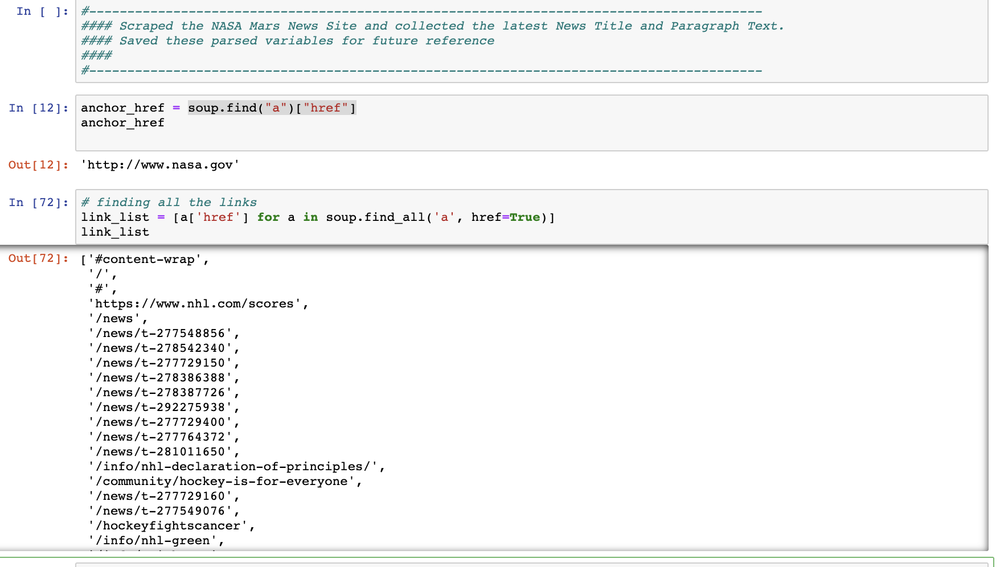 In [ ]:
#----------------------------------------------------------------------------------------
#### Scraped the NASA Mars News Site and collected the latest News Title and Paragraph Text.
#### Saved these parsed variables for future reference
####
#----------------------------------------------------------------------------------------
In [12]:
anchor_href = soup.find("a")["href"]
anchor_href
Out[12]: 'http://www.nasa.gov'
In [72]:
# finding all the links
link_list = [a['href'] for a in soup.find_all('a', href=True)]
link_list
Out[72]: ['#content-wrap',
'/',
'#',
'https://www.nhl.com/scores',
'/news',
'/news/t-277548856',
'/news/t-278542340',
'/news/t-277729150',
'/news/t-278386388',
'/news/t-278387726',
'/news/t-292275938',
'/news/t-277729400',
'/news/t-277764372',
'/news/t-281011650',
'/info/nhl-declaration-of-principles/',
'/community/hockey-is-for-everyone',
'/news/t-277729160',
'/news/t-277549076',
'/hockeyfightscancer',
'/info/nhl-green',